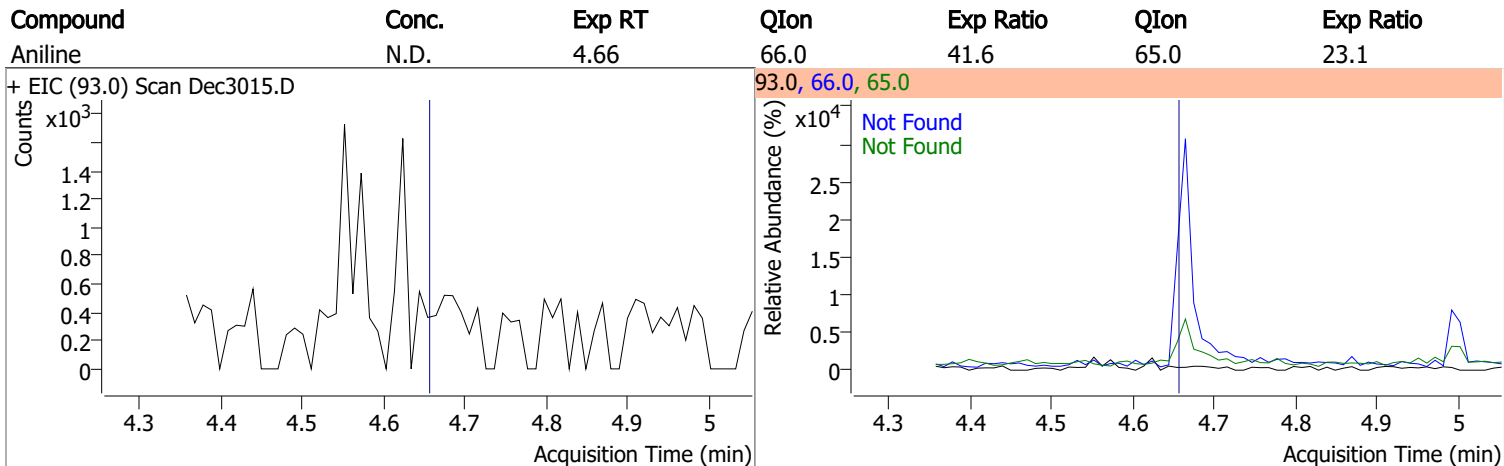 Compound Conc. Exp RT QIon Exp Ratio QIon Exp Ratio
Aniline N.D. 4.66 66.0 41.6 65.0 23.1
+ EIC (93.0) Scan Dec3015.D
Counts
x10³
1.4
1.2
1
0.8
0.6
0.4
0.2
0
4.3 4.4 4.5 4.6 4.7 4.8 4.9 5
Acquisition Time (min)
93.0, 66.0, 65.0
Relative Abundance (%)
x10⁴
Not Found
Not Found
2.5
2
1.5
1
0.5
0
4.3 4.4 4.5 4.6 4.7 4.8 4.9 5
Acquisition Time (min)